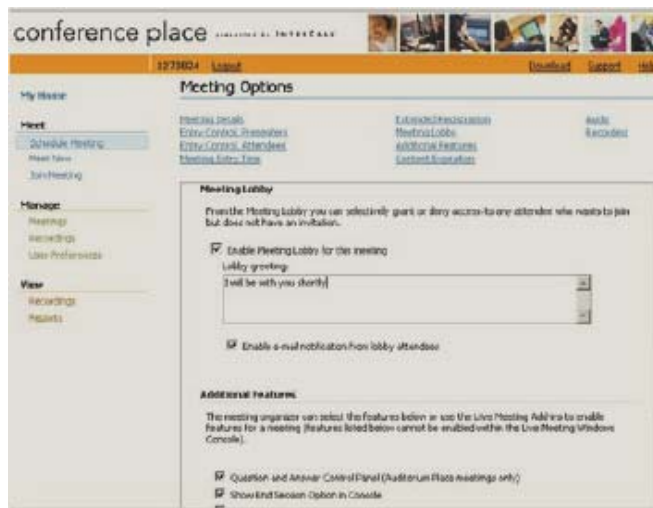 conference place INTERCALL
1273024 Logout Download Support Help
My Home
Meeting Options
Meeting Details Extended Registration Audio
Entry Control, Presenters Meeting Lobby Recording
Entry Control, Attendees Additional Features
Meeting Entry Time Content Expiration
Meet
Schedule Meeting
Meet Now
Join Meeting
Manage
Meetings
Recordings
User Preferences
View
Recordings
Reports
Meeting Lobby
From the Meeting Lobby you can selectively grant or deny access to any attendee who wants to join
but does not have an invitation.
Enable Meeting Lobby for this meeting
Lobby greeting:
I will be with you shortly
Enable e-mail notification from lobby attendees
Additional Features
The meeting organizer can select the features below or use the Live Meeting Add-ins to enable
features for a meeting (features listed below cannot be enabled within the Live Meeting Windows
Console).
Question and Answer Control Panel (Auditorium Place meetings only)
Show End Session Option in Console